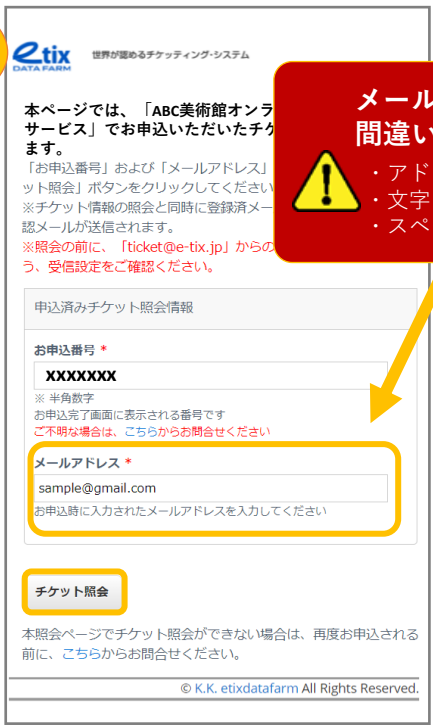 etix
DATA FARM
世界が認めるチケッティング・システム
本ページでは、「ABC美術館オンラ
サービス」でお申込いただいたチケ
ます。
「お申込番号」および「メールアドレス」
ット照会」ボタンをクリックしてください
※チケット情報の照会と同時に登録済メー
認メールが送信されます。
※照会の前に、「ticket@e-tix.jp」からの
う、受信設定をご確認ください。
メール
間違い
・アド
・文字
・スペ
申込済みチケット照会情報
お申込番号 *
XXXXXXX
※ 半角数字
お申込完了画面に表示される番号です
ご不明な場合は、こちらからお問合せください
メールアドレス *
sample@gmail.com
お申込時に入力されたメールアドレスを入力してください
チケット照会
本照会ページでチケット照会ができない場合は、再度お申込される
前に、こちらからお問合せください。
© K.K. etixdatafarm All Rights Reserved.